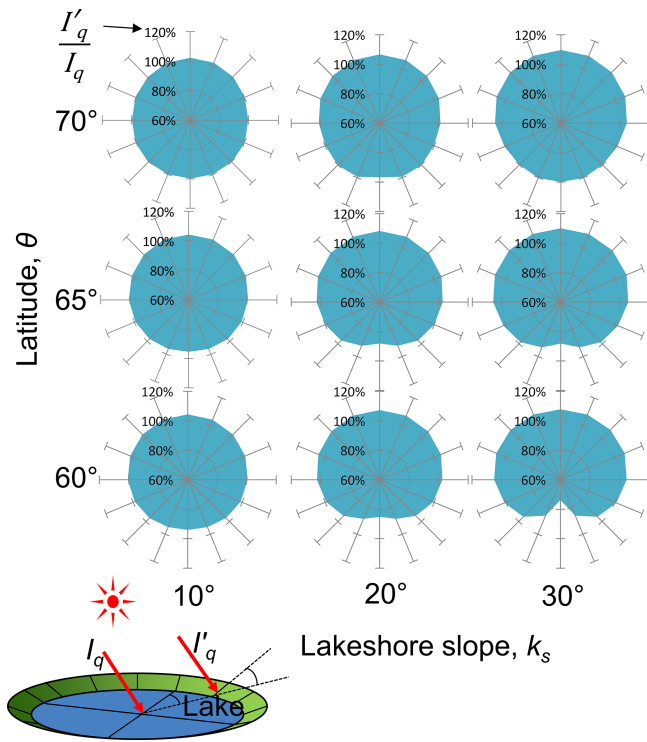 I'q
Iq
120% 120% 120%
100% 100% 100%
80% 80% 80%
70° 60% 60% 60%
120% 120% 120%
100% 100% 100%
80% 80% 80%
65° 60% 60% 60%
Latitude, θ
120% 120% 120%
100% 100% 100%
80% 80% 80%
60° 60% 60% 60%
10° 20° 30°
Lakeshore slope, ks
Iq I'q
Lake